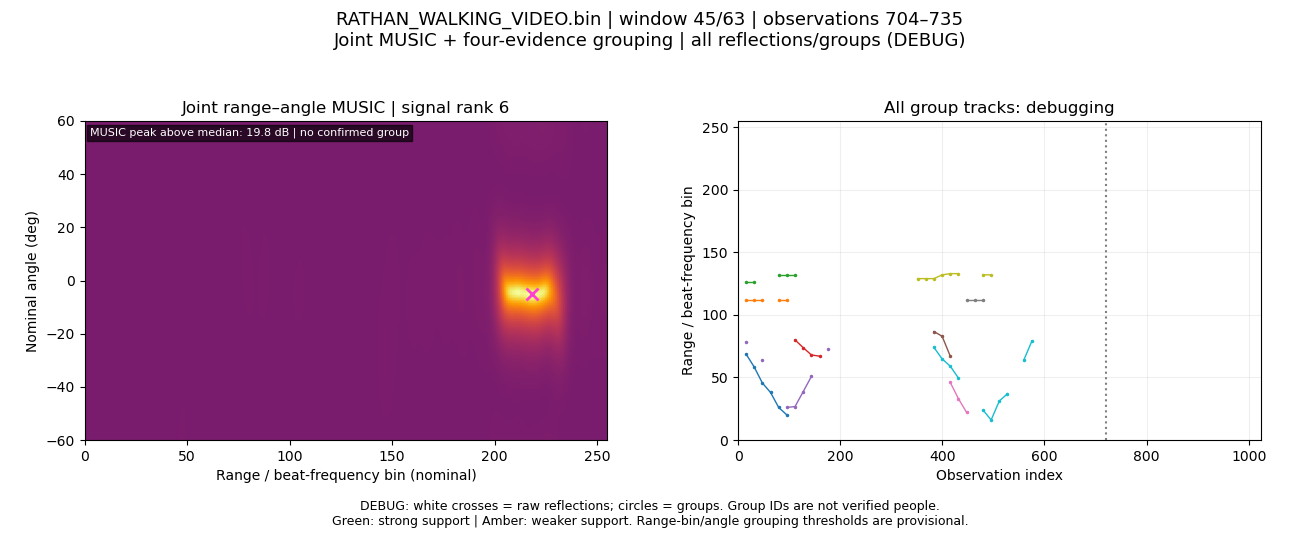 RATHAN_WALKING_VIDEO.bin | window 45/63 | observations 704–735
Joint MUSIC + four-evidence grouping | all reflections/groups (DEBUG)
Joint range–angle MUSIC | signal rank 6
MUSIC peak above median: 19.8 dB | no confirmed group
60
40
20
0
−20
−40
−60
Nominal angle (deg)
0
50
100
150
200
250
Range / beat-frequency bin (nominal)
All group tracks: debugging
250
200
150
100
50
0
Range / beat-frequency bin
0
200
400
600
800
1000
Observation index
DEBUG: white crosses = raw reflections; circles = groups. Group IDs are not verified people.
Green: strong support | Amber: weaker support. Range-bin/angle grouping thresholds are provisional.